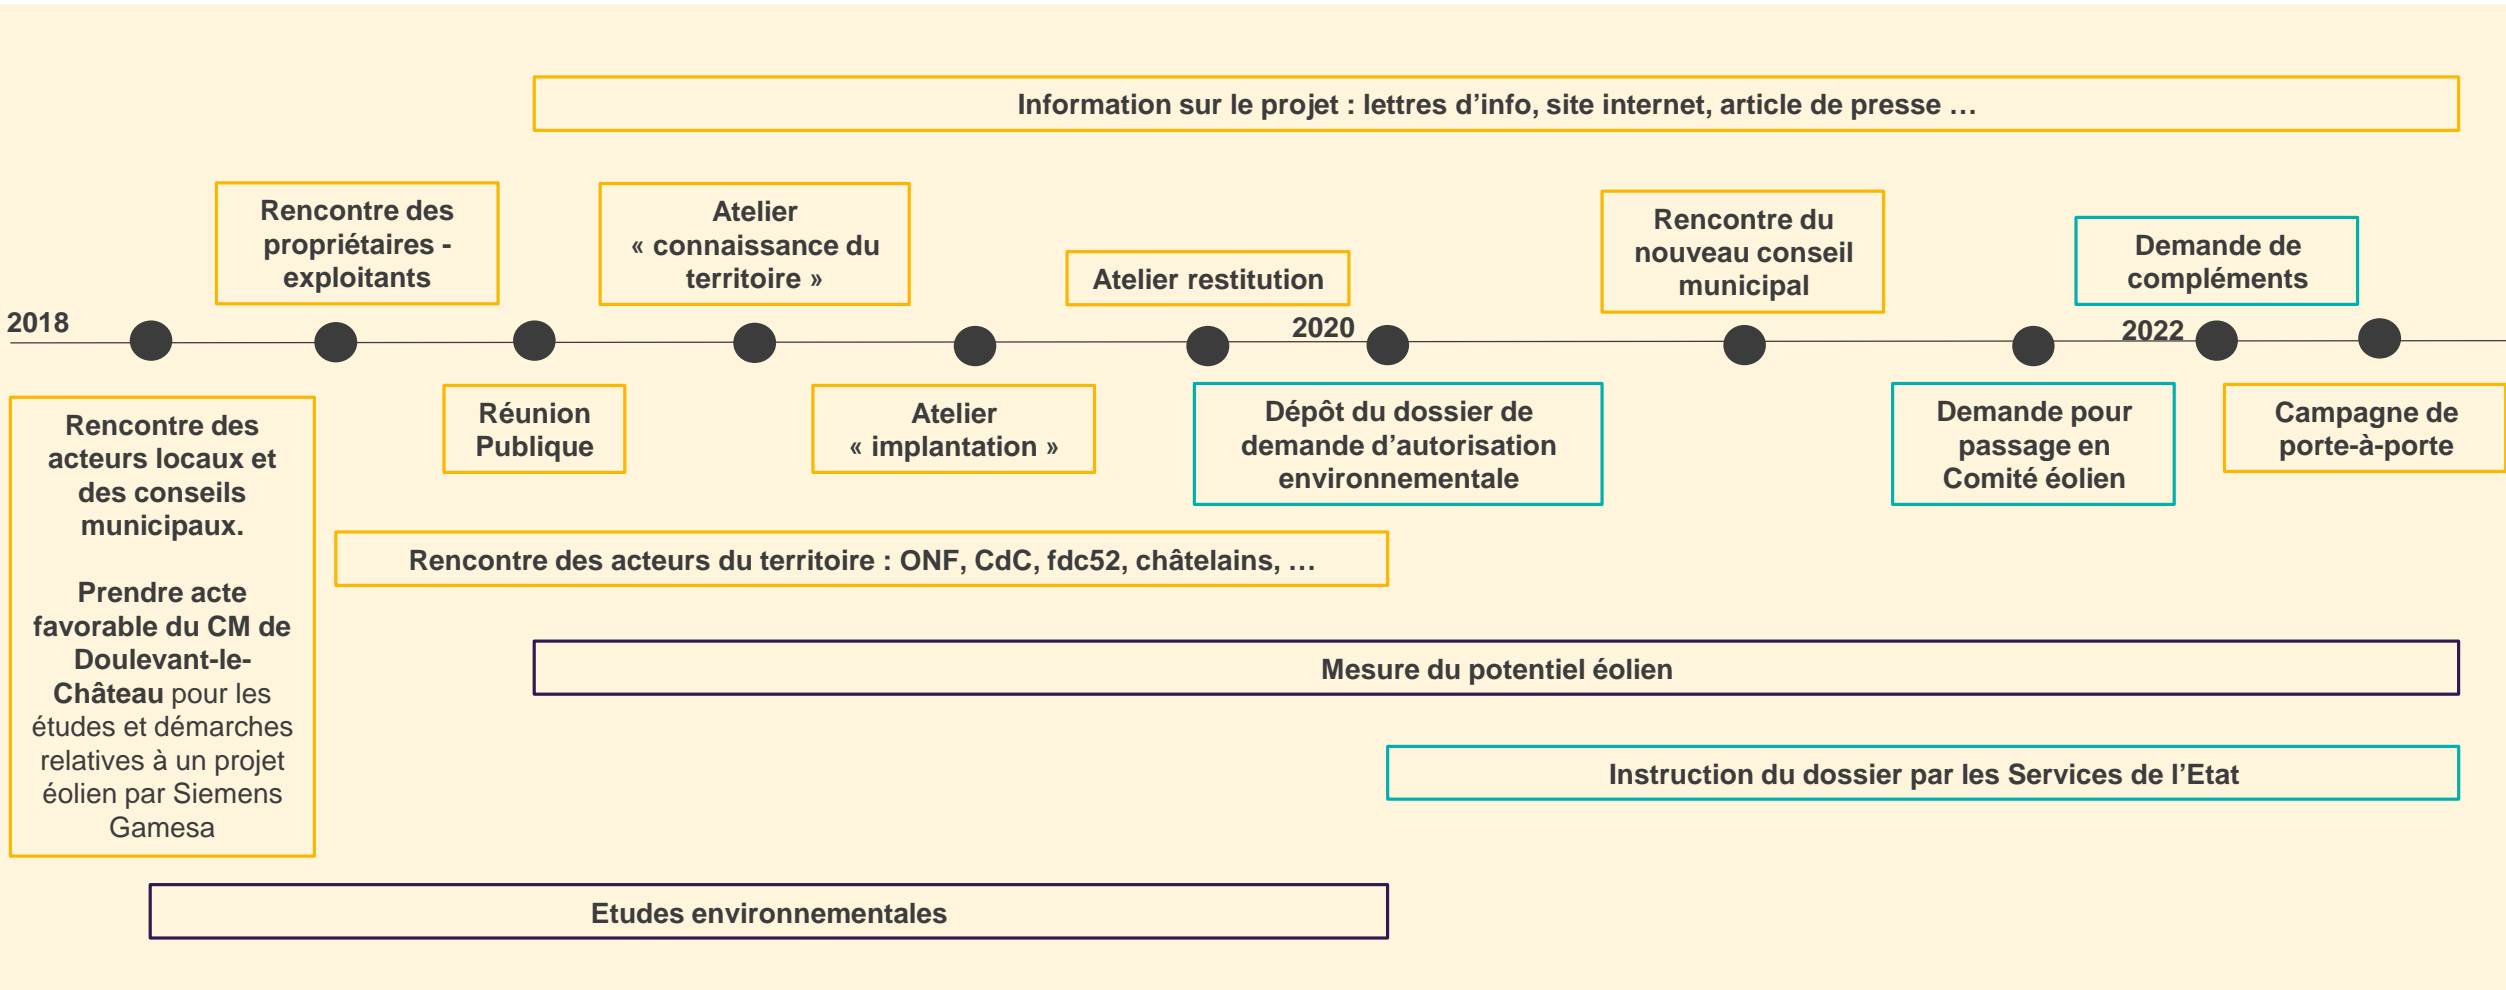 Information sur le projet : lettres d’info, site internet, article de presse …
Rencontre des
propriétaires -
exploitants
Atelier
« connaissance du
territoire »
Atelier restitution
Rencontre du
nouveau conseil
municipal
Demande de
compléments
2018
2020
2022
Rencontre des
acteurs locaux et
des conseils
municipaux.
Prendre acte
favorable du CM de
Doulevant-le-
Château pour les
études et démarches
relatives à un projet
éolien par Siemens
Gamesa
Réunion
Publique
Atelier
« implantation »
Dépôt du dossier de
demande d’autorisation
environnementale
Demande pour
passage en
Comité éolien
Campagne de
porte-à-porte
Rencontre des acteurs du territoire : ONF, CdC, fdc52, châtelains, …
Mesure du potentiel éolien
Instruction du dossier par les Services de l’Etat
Etudes environnementales